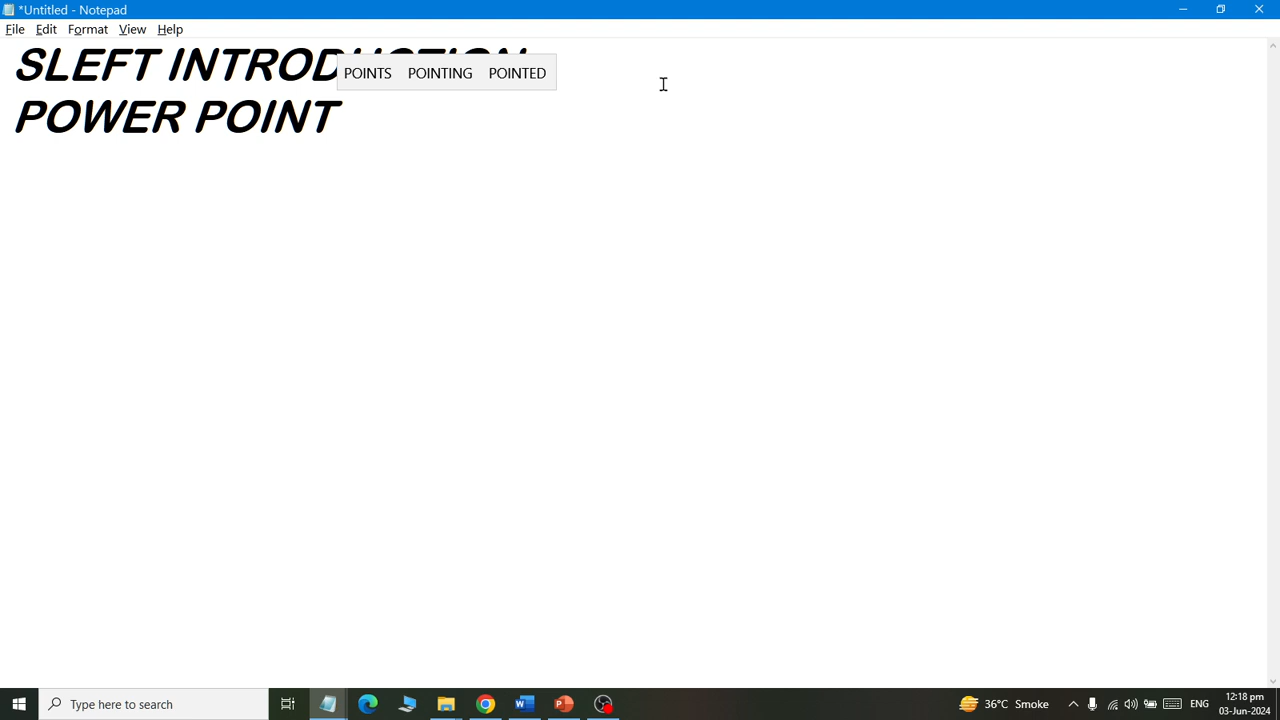 *Untitled - Notepad
File Edit Format View Help
SLEFT INTRODUCTION
POINTS POINTING POINTED
POWER POINT
Type here to search
36°C Smoke
ENG
12:18 pm
03-Jun-2024